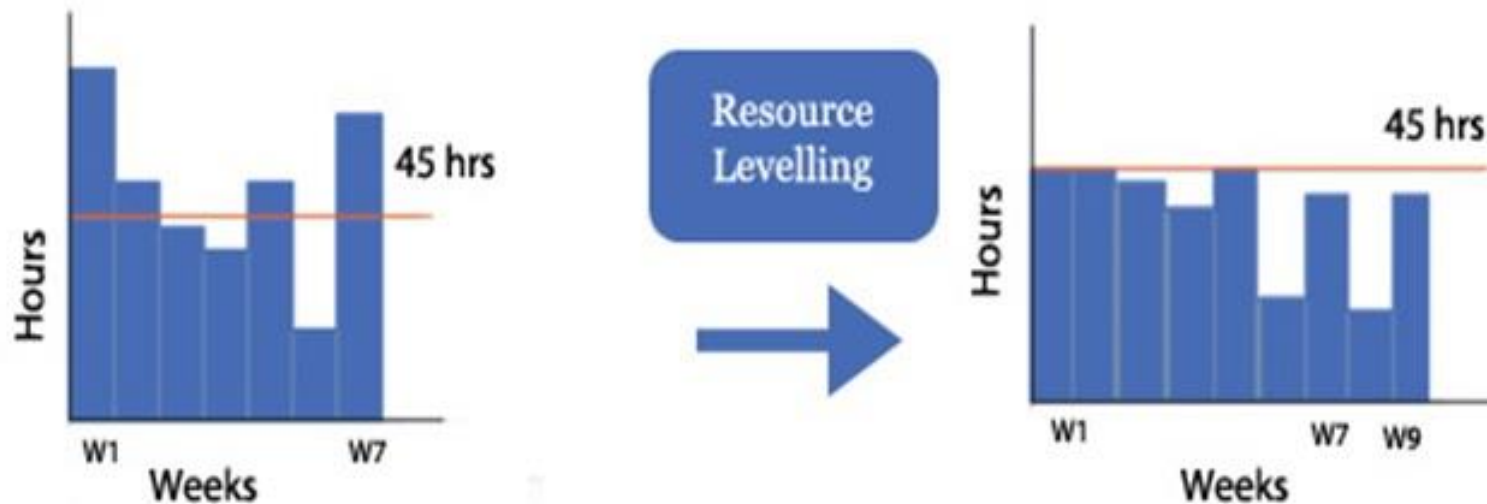 45 hrs
Hours
W1
W7
Weeks
Resource
Levelling
45 hrs
Hours
W1
W7
W9
Weeks